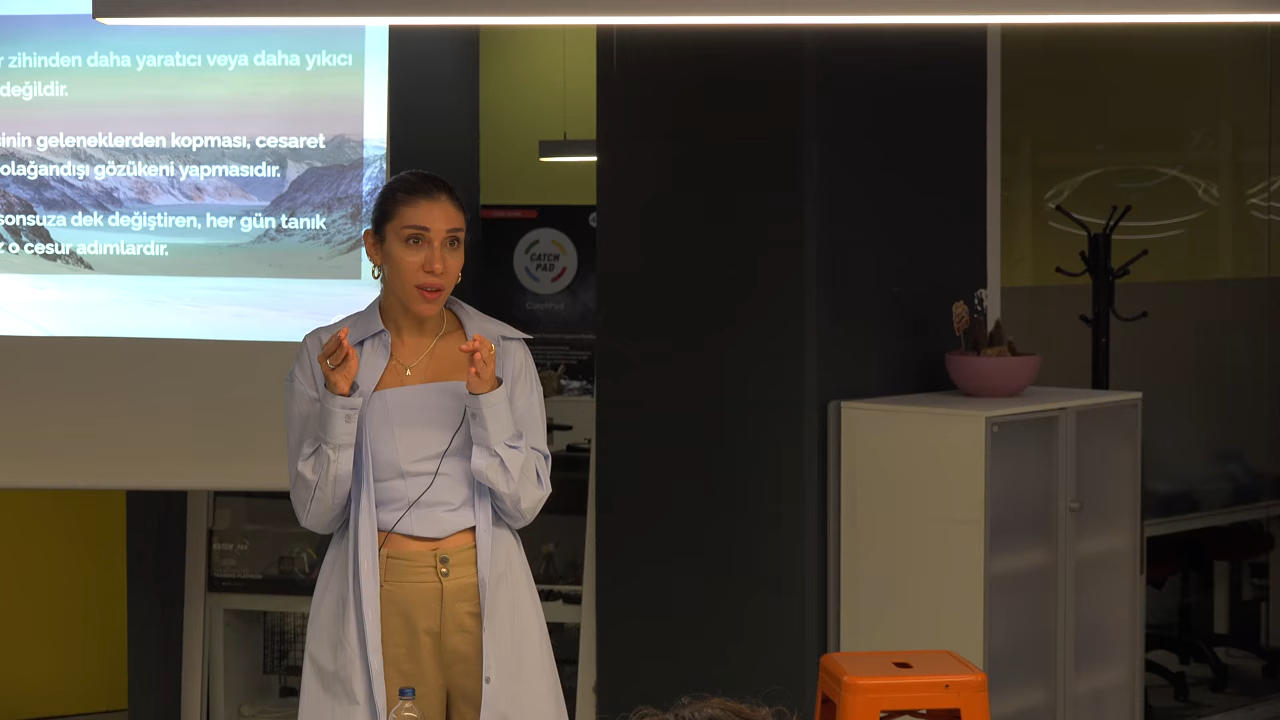 zihinden daha yaratıcı veya daha yıkıcı
değildir.
geleneklerden kopması, cesaret
olağandışı gözükeni yapmasıdır.
sonsuza dek değiştiren, her gün tanık
o cesur adımlardır.
CATCH
PAD
CatchPad
A